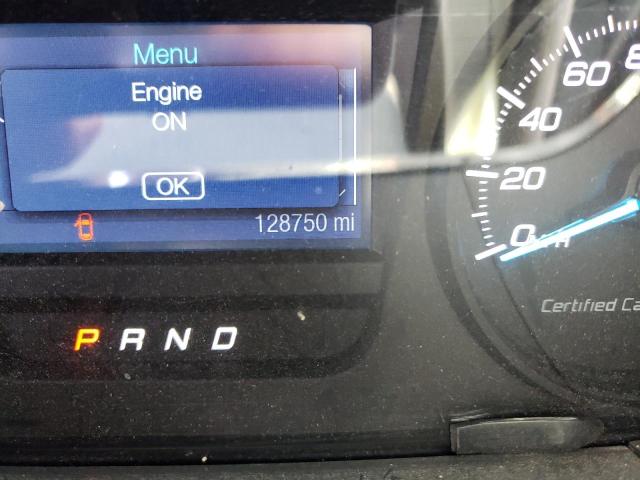 Menu
Engine
ON
OK
128750 mi
P R N D
0
20
40
60
Certified